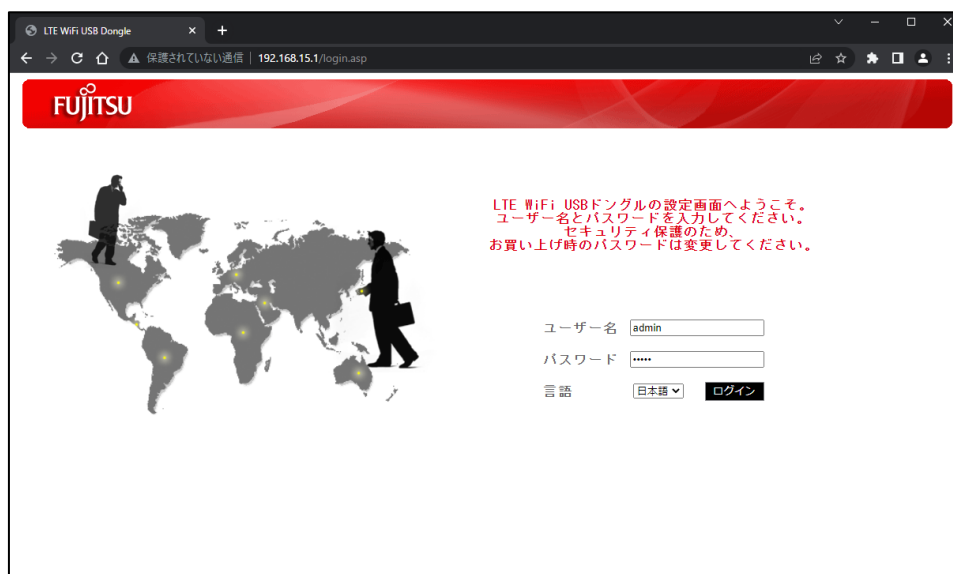 LTE WiFi USB Dongle
保護されていない通信 | 192.168.15.1/login.asp
FUJITSU
LTE WiFi USBドングルの設定画面へようこそ。
ユーザー名とパスワードを入力してください。
セキュリティ保護のため、
お買い上げ時のパスワードは変更してください。
ユーザー名 admin
パスワード •••••
言語 日本語 ログイン